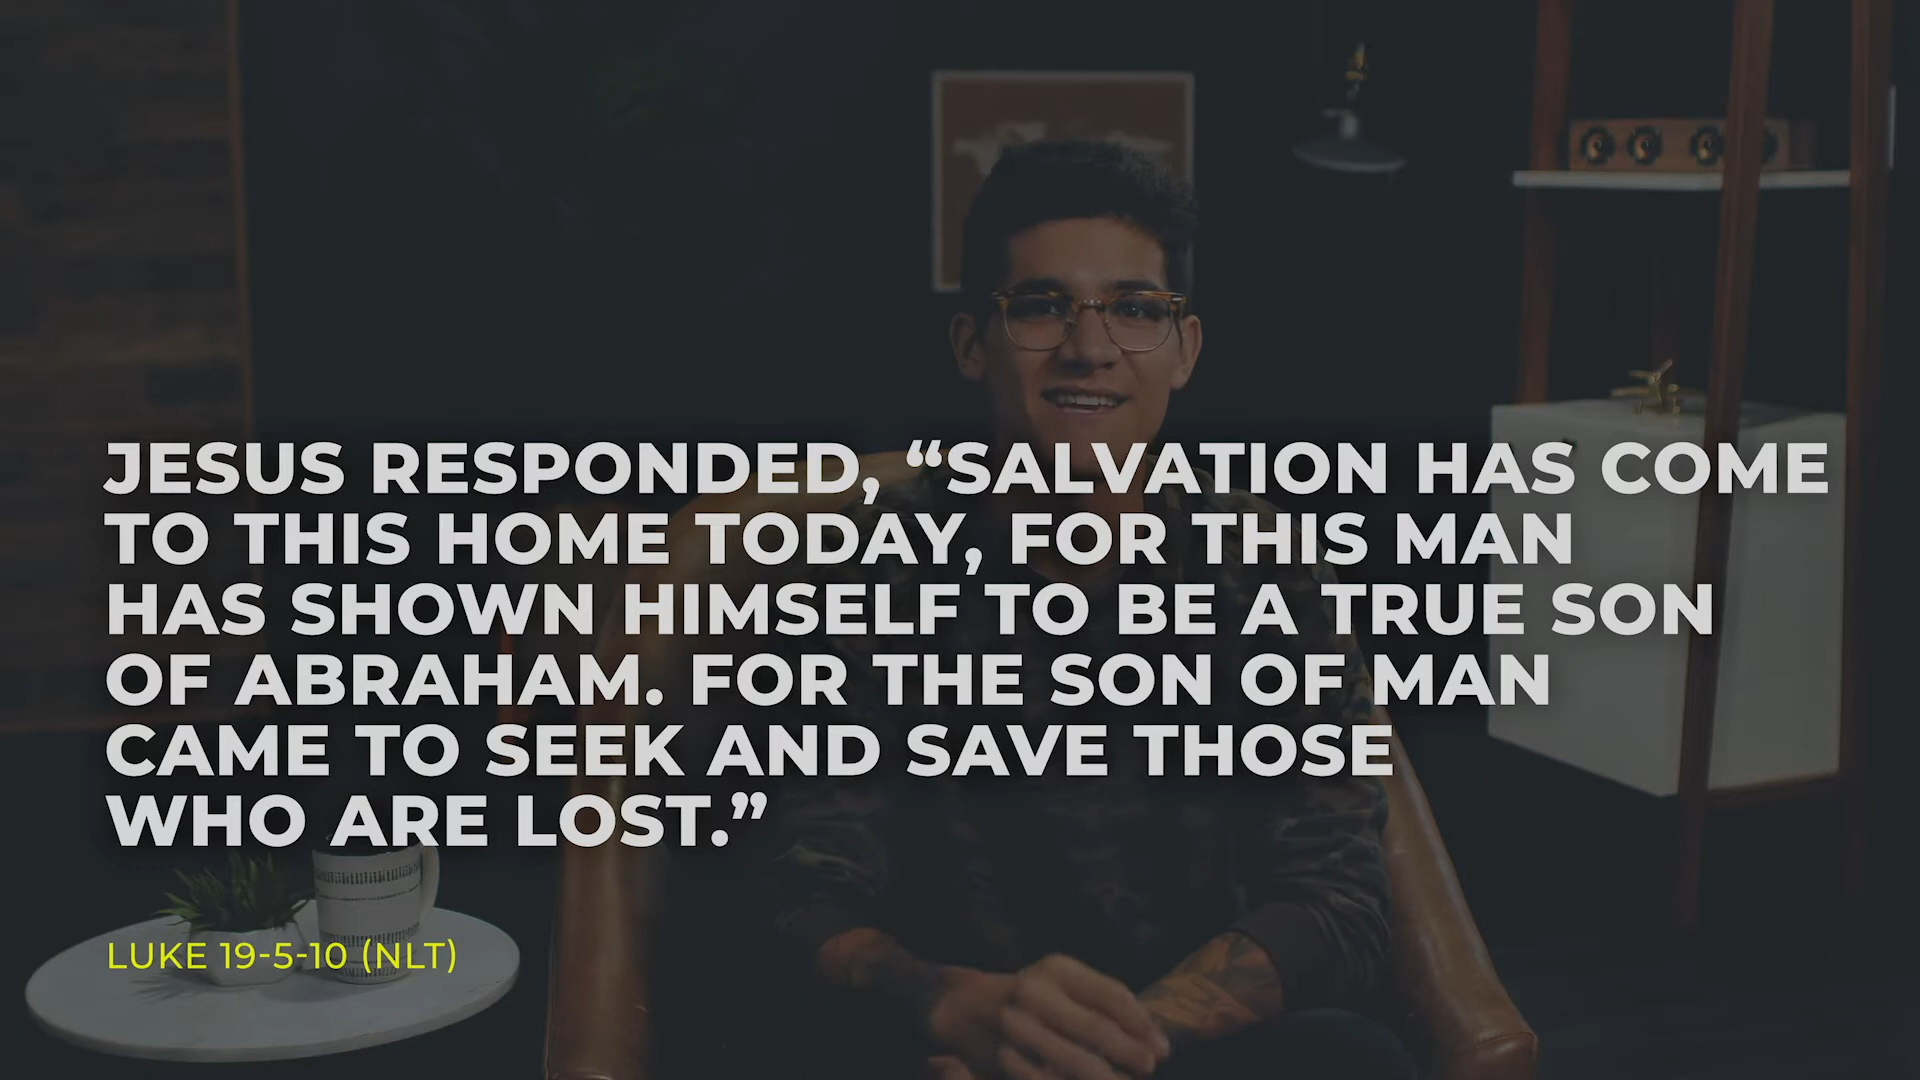 JESUS RESPONDED, “SALVATION HAS COME
TO THIS HOME TODAY, FOR THIS MAN
HAS SHOWN HIMSELF TO BE A TRUE SON
OF ABRAHAM. FOR THE SON OF MAN
CAME TO SEEK AND SAVE THOSE
WHO ARE LOST.”
LUKE 19-5-10 (NLT)